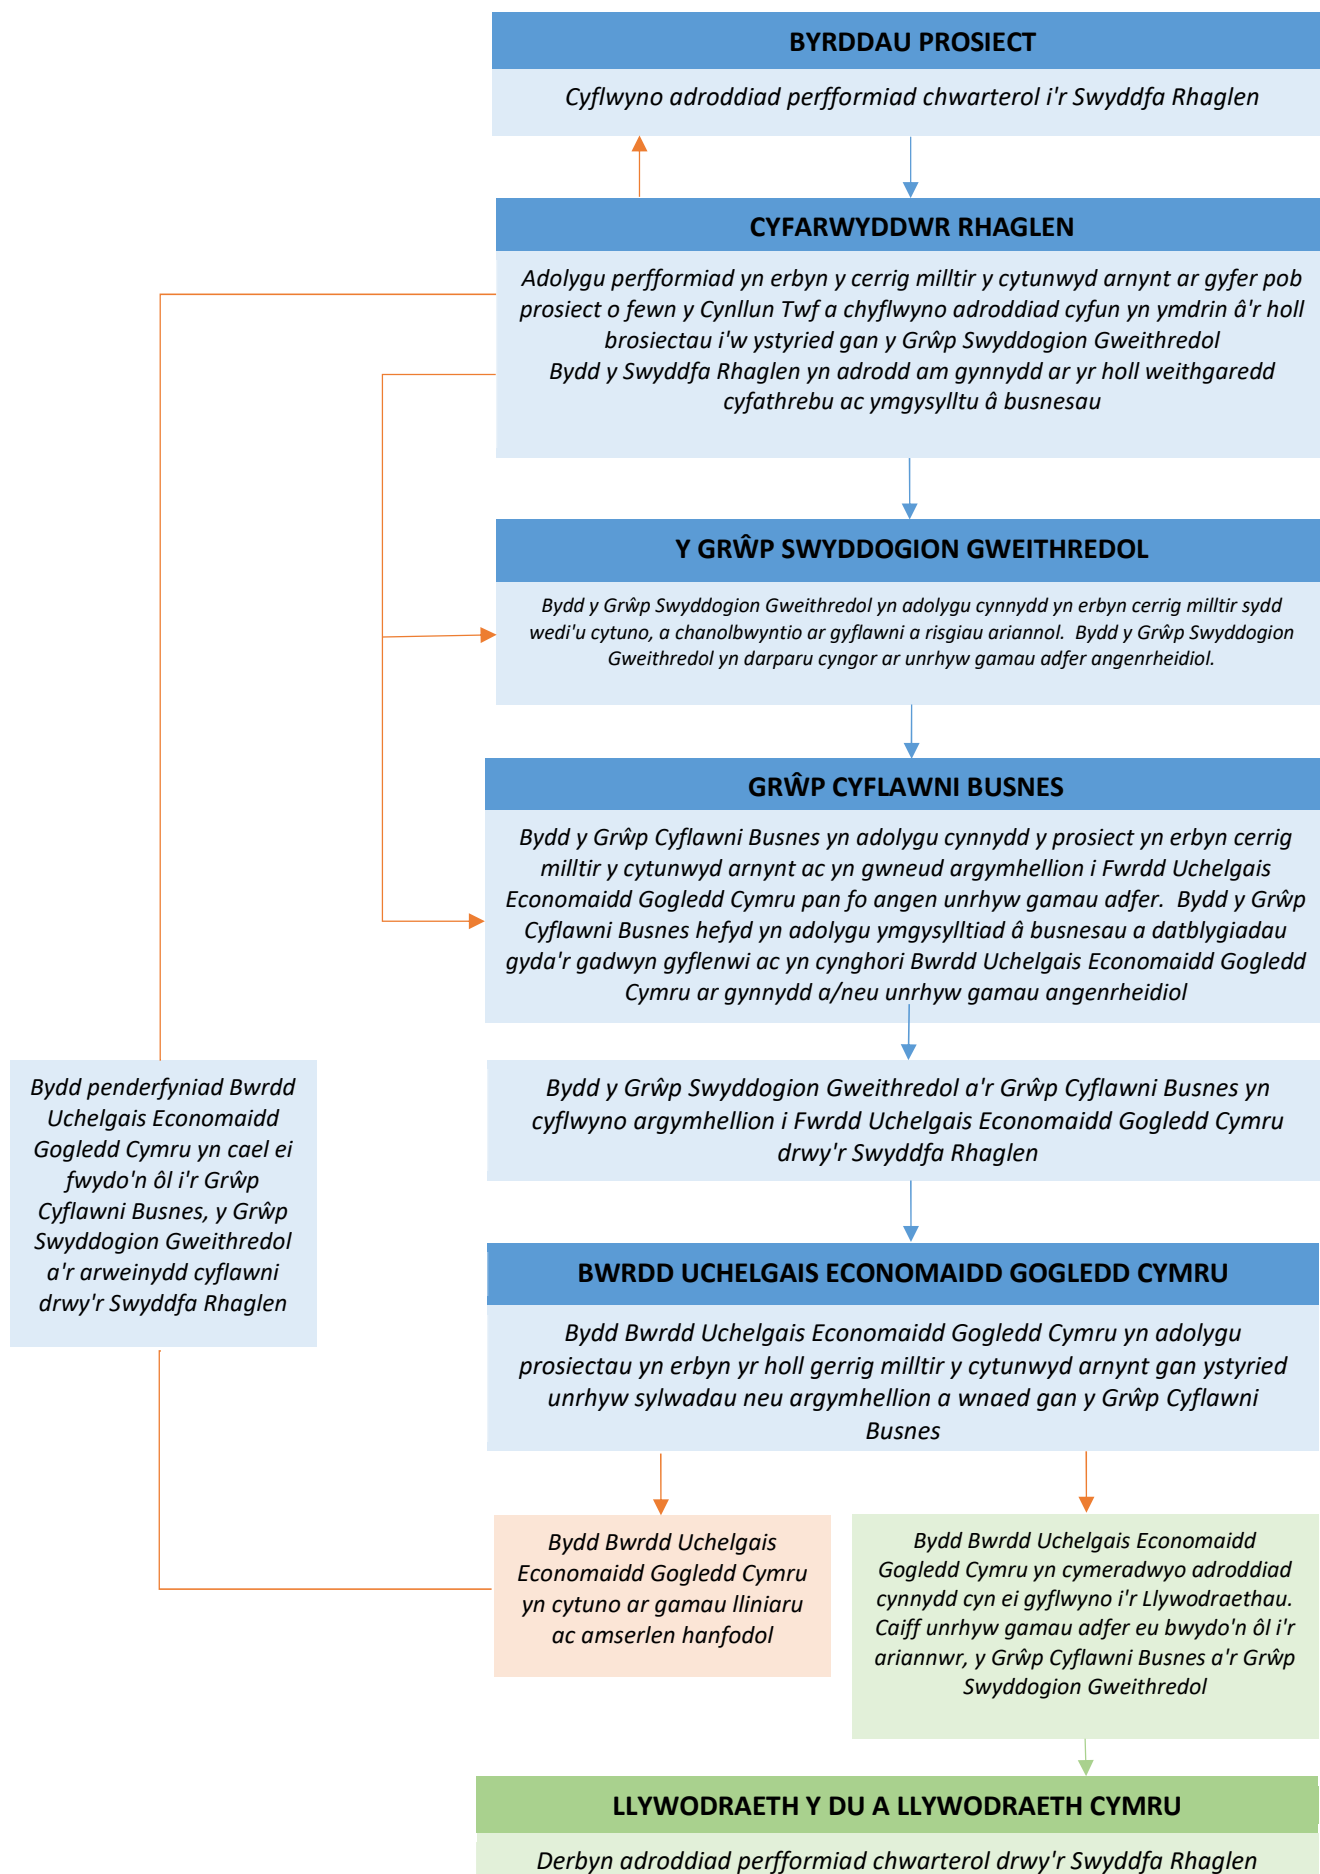 BYRDDAU PROSIECT
Cyflwyno adroddiad perfformiad chwarterol i'r Swyddfa Rhaglen
CYFARWYDDWR RHAGLEN
Adolygu perfformiad yn erbyn y cerrig milltir y cytunwyd arnynt ar gyfer pob
prosiect o fewn y Cynllun Twf a chyflwyno adroddiad cyfun yn ymdrin â'r holl
brosiectau i'w ystyried gan y Grŵp Swyddogion Gweithredol
Bydd y Swyddfa Rhaglen yn adrodd am gynnydd ar yr holl weithgaredd
cyfathrebu ac ymgysylltu â busnesau
Y GRŴP SWYDDOGION GWEITHREDOL
Bydd y Grŵp Swyddogion Gweithredol yn adolygu cynnydd yn erbyn cerrig milltir sydd
wedi'u cytuno, a chanolbwyntio ar gyflawni a risgiau ariannol.  Bydd y Grŵp Swyddogion
Gweithredol yn darparu cyngor ar unrhyw gamau adfer angenrheidiol.
GRŴP CYFLAWNI BUSNES
Bydd y Grŵp Cyflawni Busnes yn adolygu cynnydd y prosiect yn erbyn cerrig
milltir y cytunwyd arnynt ac yn gwneud argymhellion i Fwrdd Uchelgais
Economaidd Gogledd Cymru pan fo angen unrhyw gamau adfer.  Bydd y Grŵp
Cyflawni Busnes hefyd yn adolygu ymgysylltiad â busnesau a datblygiadau
gyda'r gadwyn gyflenwi ac yn cynghori Bwrdd Uchelgais Economaidd Gogledd
Cymru ar gynnydd a/neu unrhyw gamau angenrheidiol
Bydd y Grŵp Swyddogion Gweithredol a'r Grŵp Cyflawni Busnes yn
cyflwyno argymhellion i Fwrdd Uchelgais Economaidd Gogledd Cymru
drwy'r Swyddfa Rhaglen
Bydd penderfyniad Bwrdd
Uchelgais Economaidd
Gogledd Cymru yn cael ei
fwydo'n ôl i'r Grŵp
Cyflawni Busnes, y Grŵp
Swyddogion Gweithredol
a'r arweinydd cyflawni
drwy'r Swyddfa Rhaglen
BWRDD UCHELGAIS ECONOMAIDD GOGLEDD CYMRU
Bydd Bwrdd Uchelgais Economaidd Gogledd Cymru yn adolygu
prosiectau yn erbyn yr holl gerrig milltir y cytunwyd arnynt gan ystyried
unrhyw sylwadau neu argymhellion a wnaed gan y Grŵp Cyflawni
Busnes
Bydd Bwrdd Uchelgais
Economaidd Gogledd Cymru
yn cytuno ar gamau lliniaru
ac amserlen hanfodol
Bydd Bwrdd Uchelgais Economaidd
Gogledd Cymru yn cymeradwyo adroddiad
cynnydd cyn ei gyflwyno i'r Llywodraethau.
Caiff unrhyw gamau adfer eu bwydo'n ôl i'r
ariannwr, y Grŵp Cyflawni Busnes a'r Grŵp
Swyddogion Gweithredol
LLYWODRAETH Y DU A LLYWODRAETH CYMRU
Derbyn adroddiad perfformiad chwarterol drwy'r Swyddfa Rhaglen